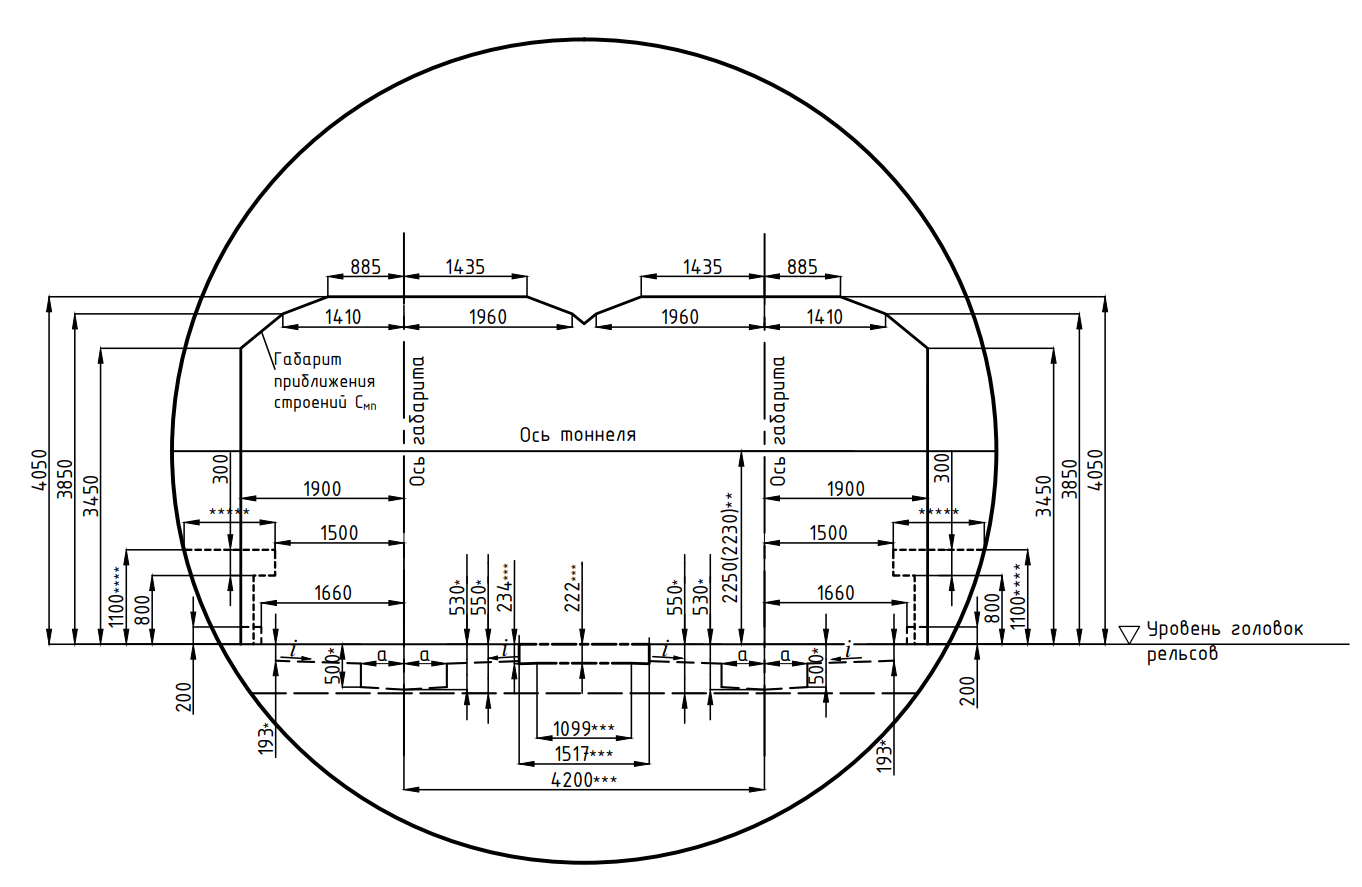 885
1435
1435
885
1410
1960
1960
1410
Габарит
приближения
строений Смп
Ось габарита
Ось габарита
Ось тоннеля
4050
3850
3450
3450
3850
4050
300
300
1900
1900
*****
*****
1500
1500
2250(2230)**
1100****
800
1660
1660
800
1100****
530*
550*
234***
222***
550*
530*
Уровень головок
рельсов
i
500*
a
a
i
i
a
a
500*
i
200
200
193*
193*
1099***
1517***
4200***